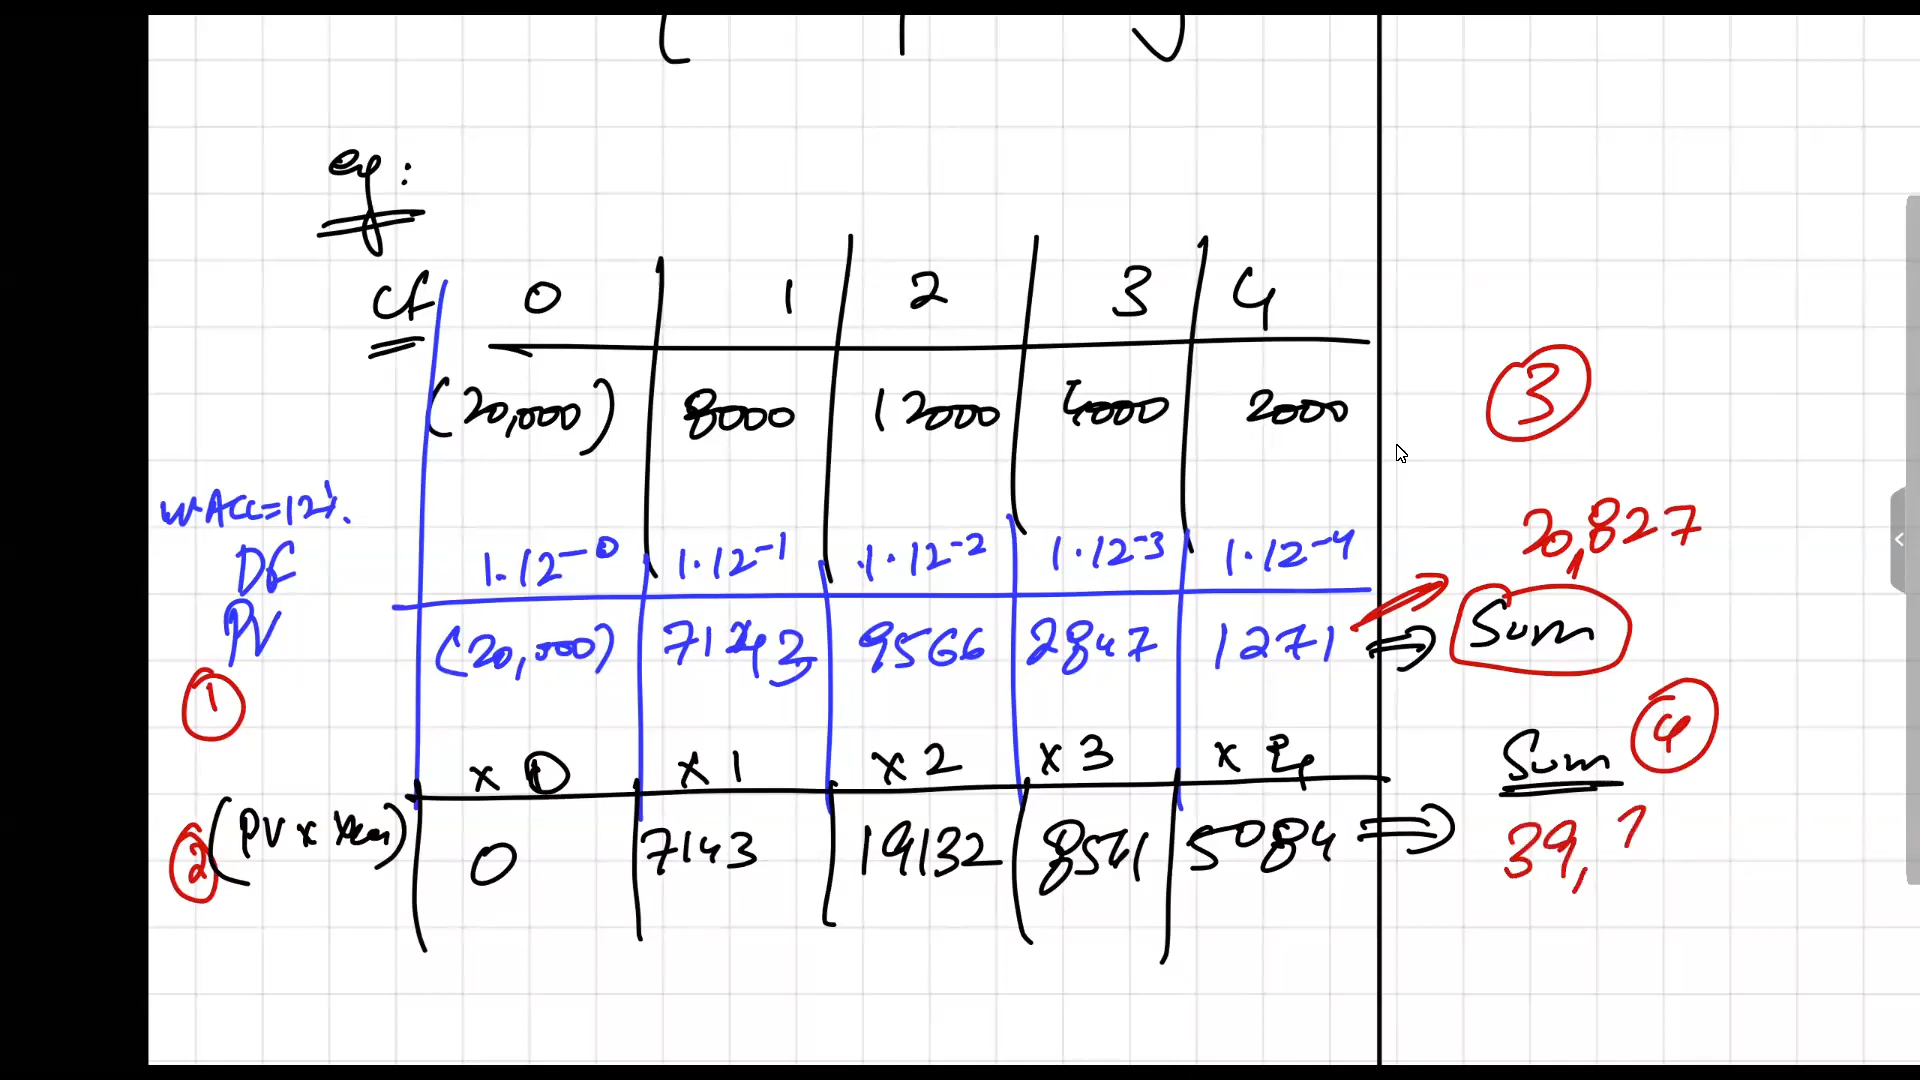 eg:
CF 0 1 2 3 4
(20,000) 8000 12000 4000 2000
3
WACC=12%.
20,827
DF 1.12-0 1.12-1 1.12-2 1.12-3 1.12-4
PV (20,000) 7143 9566 2847 1271 ⇒ Sum
1
x 0 x 1 x 2 x 3 x 4 Sum 4
2 (PV x Year) 0 7143 19132 8541 5084 ⇒ 39,